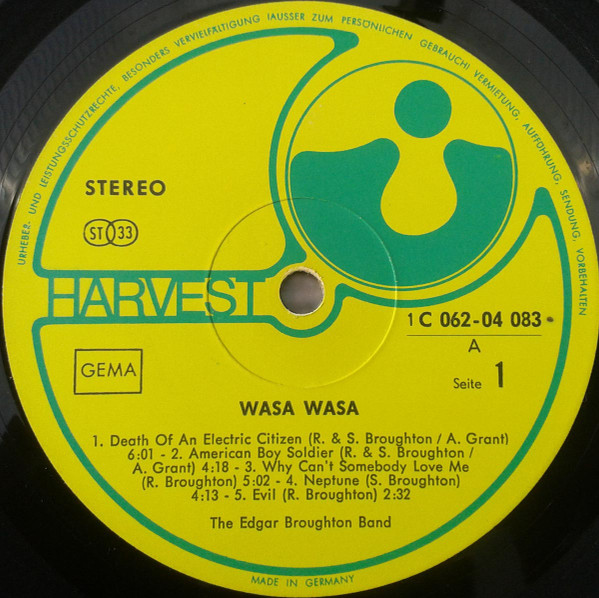 URHEBER- UND LEISTUNGSSCHUTZRECHTE, BESONDERS VERVIELFÄLTIGUNG (AUSSER ZUM PERSÖNLICHEN GEBRAUCH) VERMIETUNG, AUFFÜHRUNG, SENDUNG, VORBEHALTEN
STEREO
ST 33
HARVEST
1C 062-04 083
A
GEMA
Seite 1
WASA WASA
1. Death Of An Electric Citizen (R. & S. Broughton / A. Grant)
6:01 - 2. American Boy Soldier (R. & S. Broughton /
A. Grant) 4:18 - 3. Why Can't Somebody Love Me
(R. Broughton) 5:02 - 4. Neptune (S. Broughton)
4:13 - 5. Evil (R. Broughton) 2:32
The Edgar Broughton Band
MADE IN GERMANY